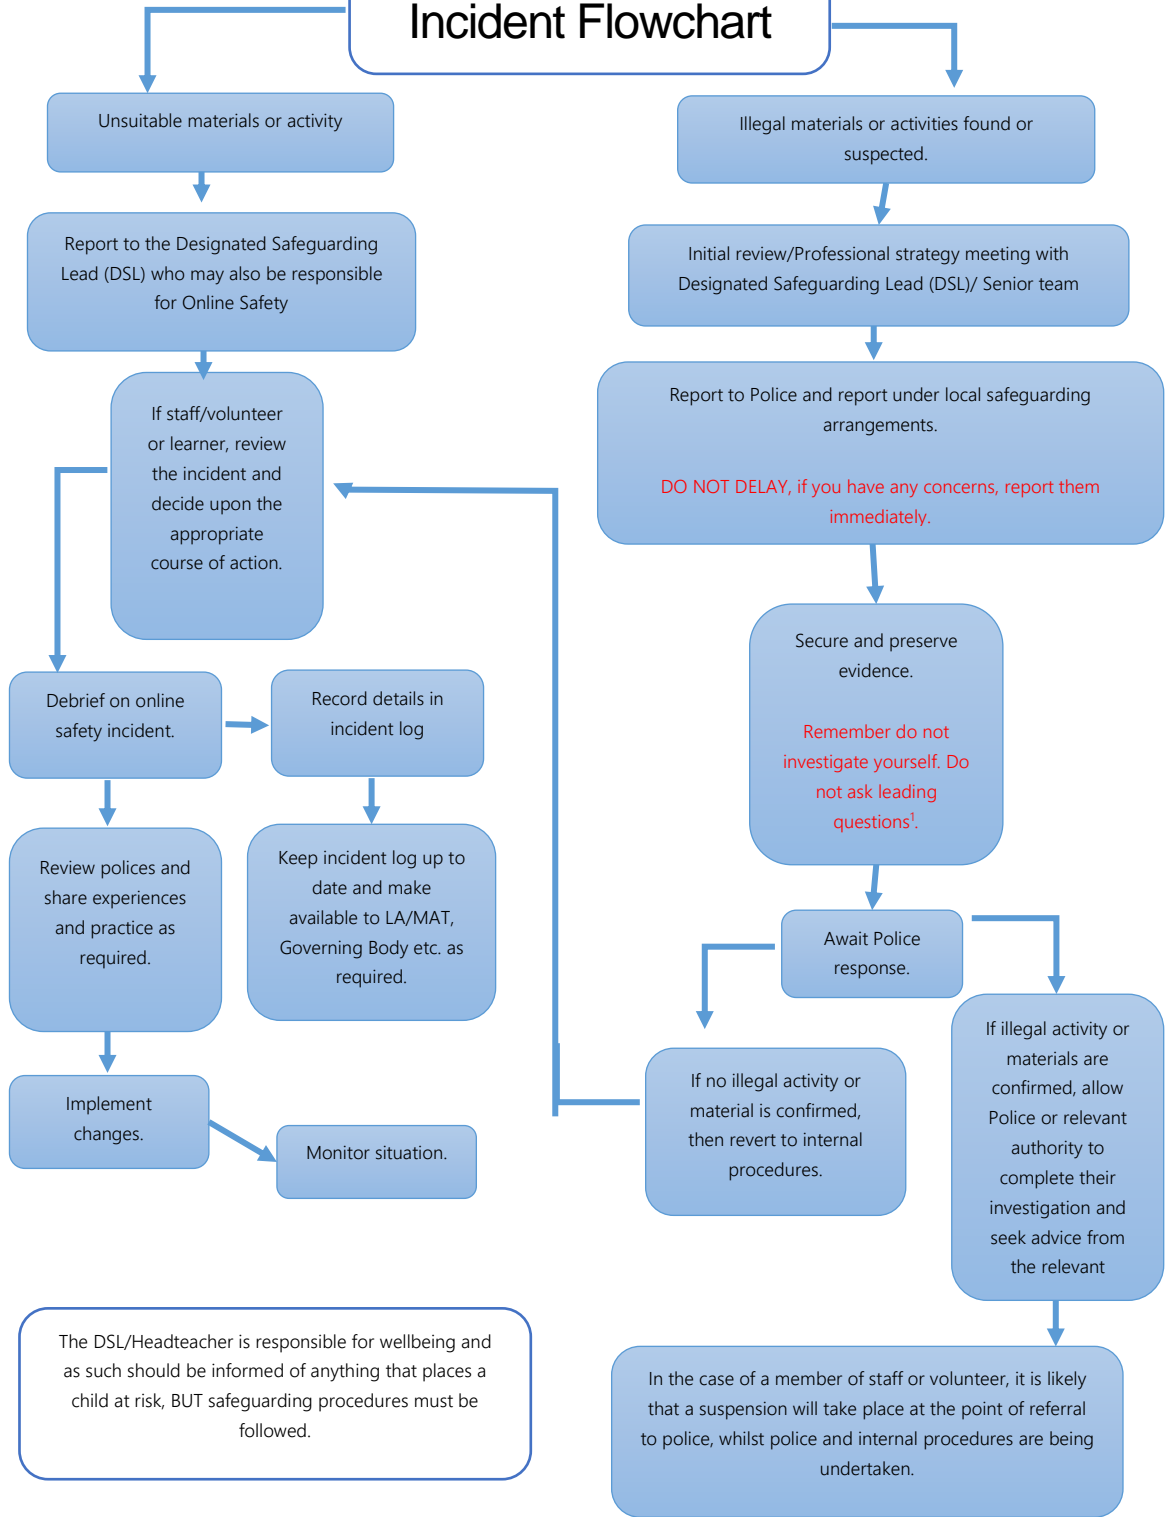 Incident Flowchart
Unsuitable materials or activity
Report to the Designated Safeguarding
Lead (DSL) who may also be responsible
for Online Safety
If staff/volunteer
or learner, review
the incident and
decide upon the
appropriate
course of action.
Debrief on online
safety incident.
Record details in
incident log
Review polices and
share experiences
and practice as
required.
Keep incident log up to
date and make
available to LA/MAT,
Governing Body etc. as
required.
Implement
changes.
Monitor situation.
The DSL/Headteacher is responsible for wellbeing and
as such should be informed of anything that places a
child at risk, BUT safeguarding procedures must be
followed.
Illegal materials or activities found or
suspected.
Initial review/Professional strategy meeting with
Designated Safeguarding Lead (DSL)/ Senior team
Report to Police and report under local safeguarding
arrangements.
DO NOT DELAY, if you have any concerns, report them
immediately.
Secure and preserve
evidence.
Remember do not
investigate yourself. Do
not ask leading
questions¹.
Await Police
response.
If no illegal activity or
material is confirmed,
then revert to internal
procedures.
If illegal activity or
materials are
confirmed, allow
Police or relevant
authority to
complete their
investigation and
seek advice from
the relevant
In the case of a member of staff or volunteer, it is likely
that a suspension will take place at the point of referral
to police, whilst police and internal procedures are being
undertaken.